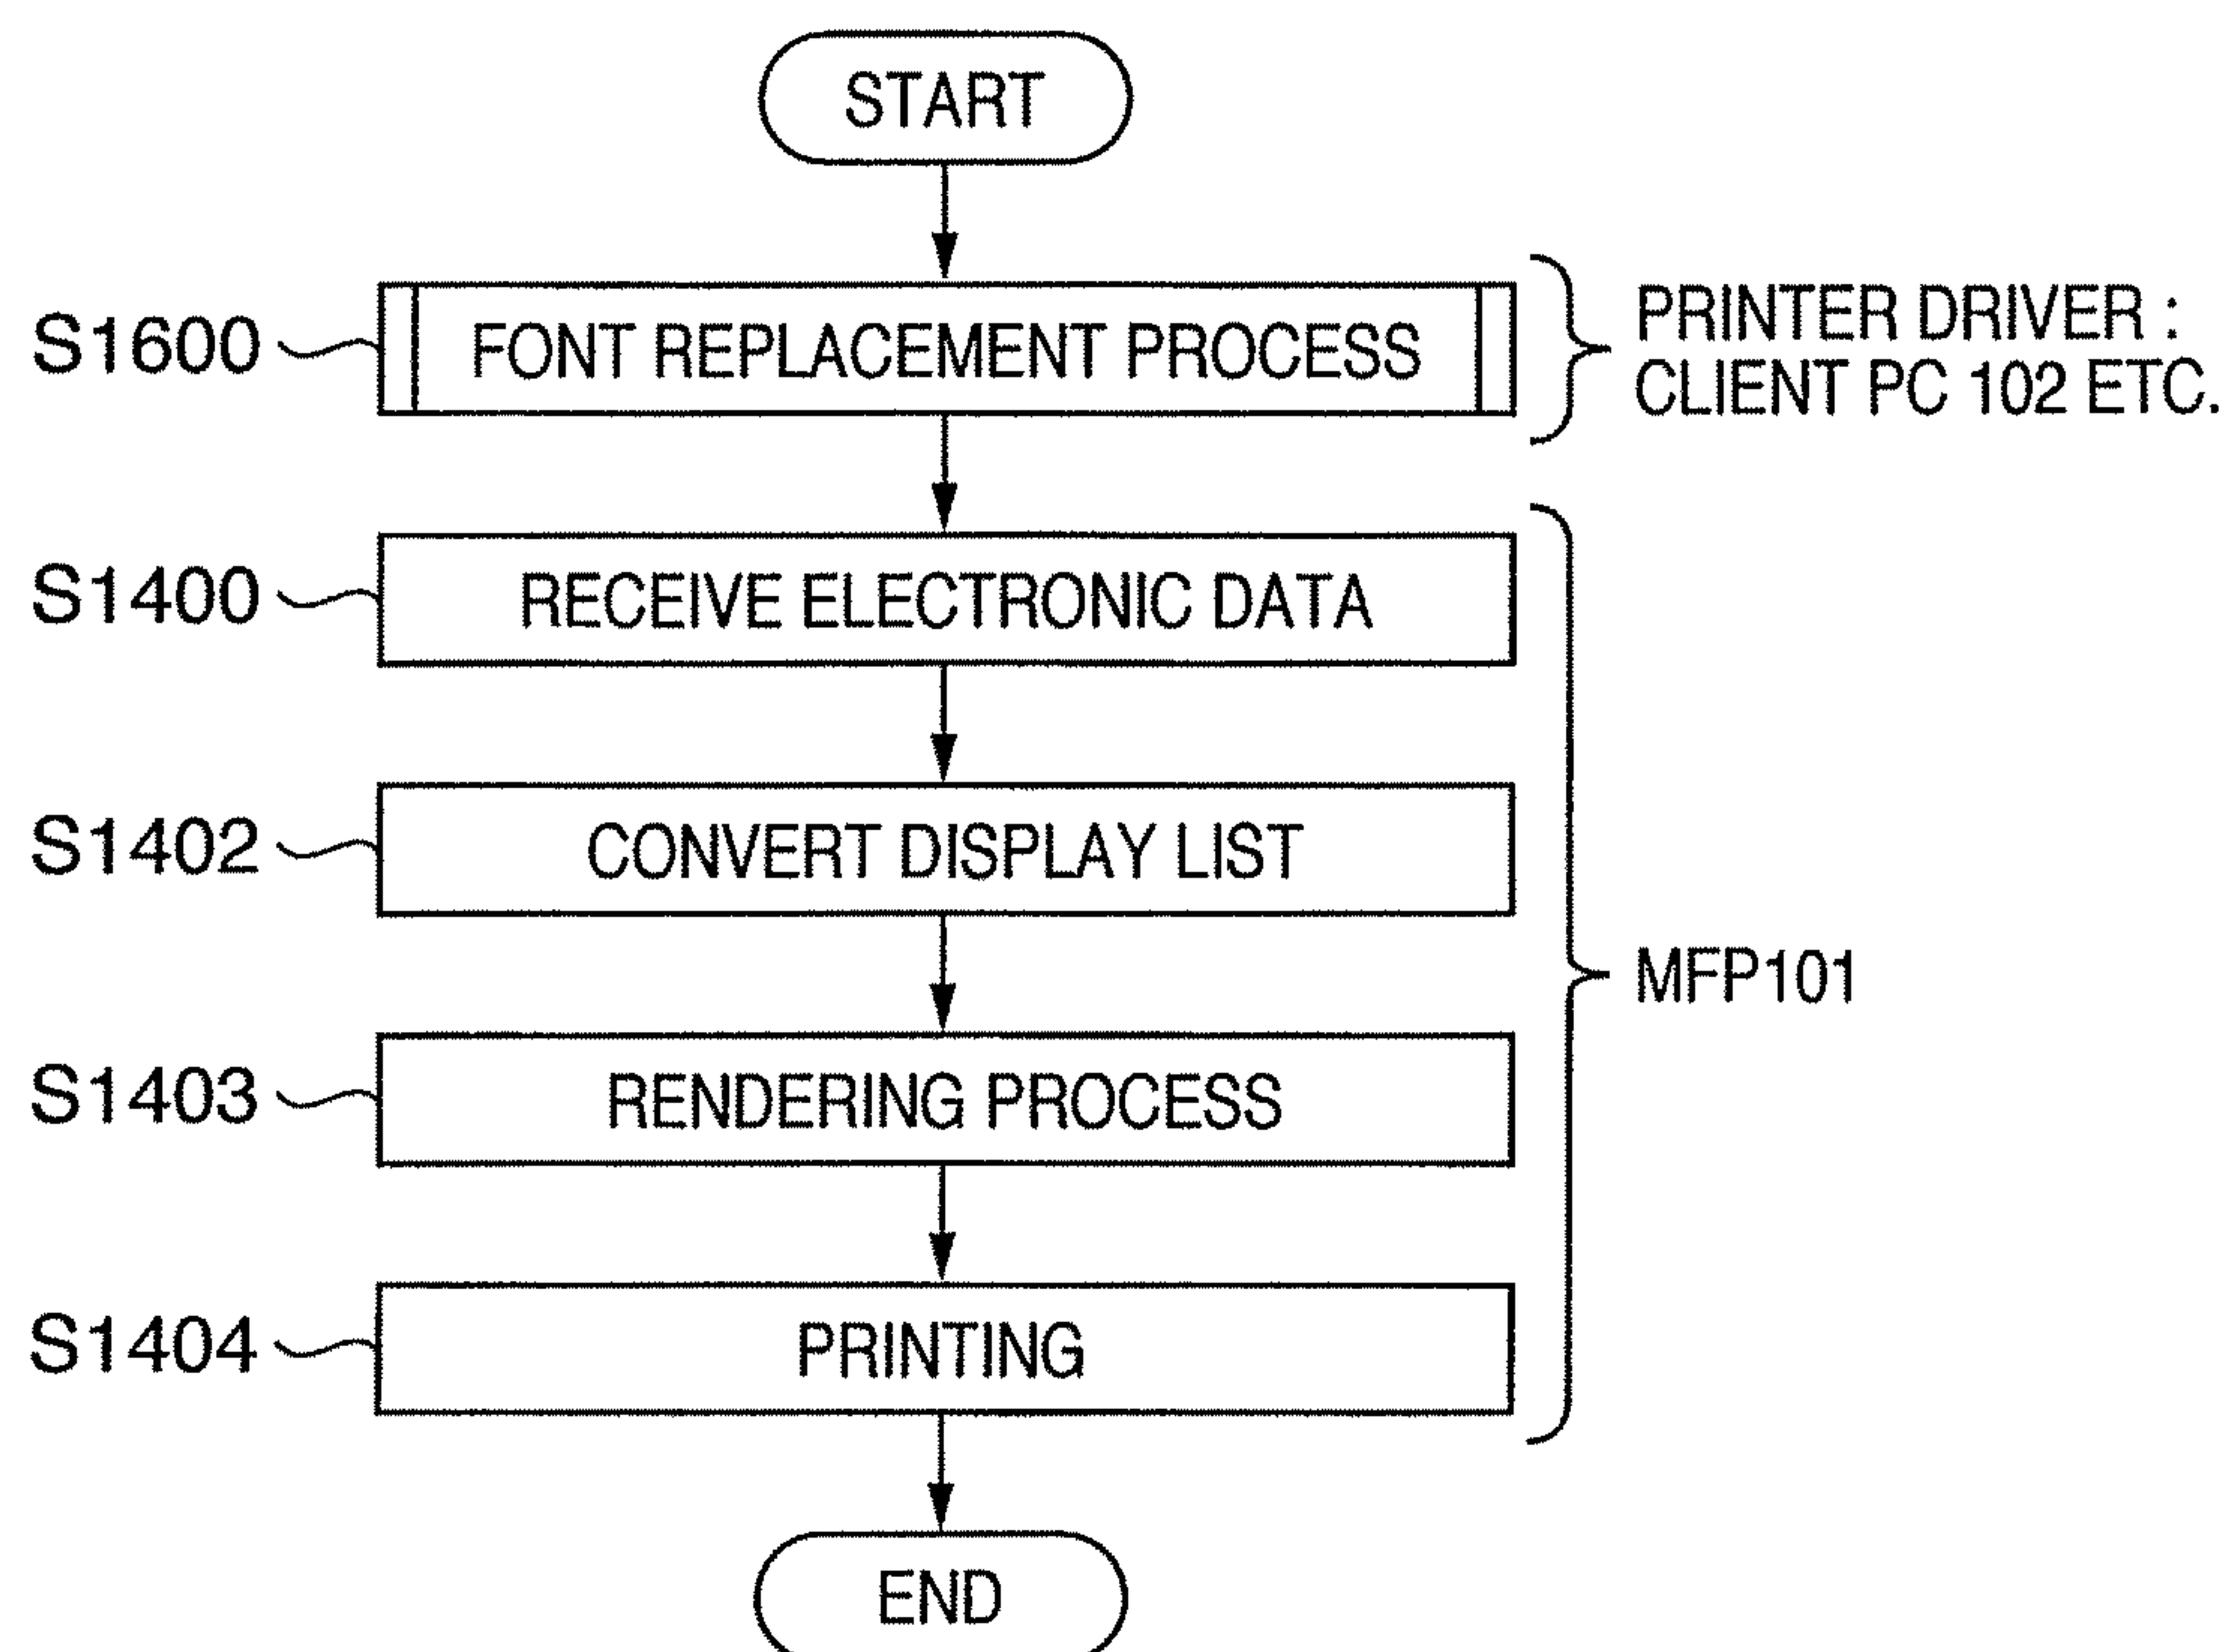 START
S1600
FONT REPLACEMENT PROCESS
PRINTER DRIVER :
CLIENT PC 102 ETC.
S1400
RECEIVE ELECTRONIC DATA
S1402
CONVERT DISPLAY LIST
MFP101
S1403
RENDERING PROCESS
S1404
PRINTING
END